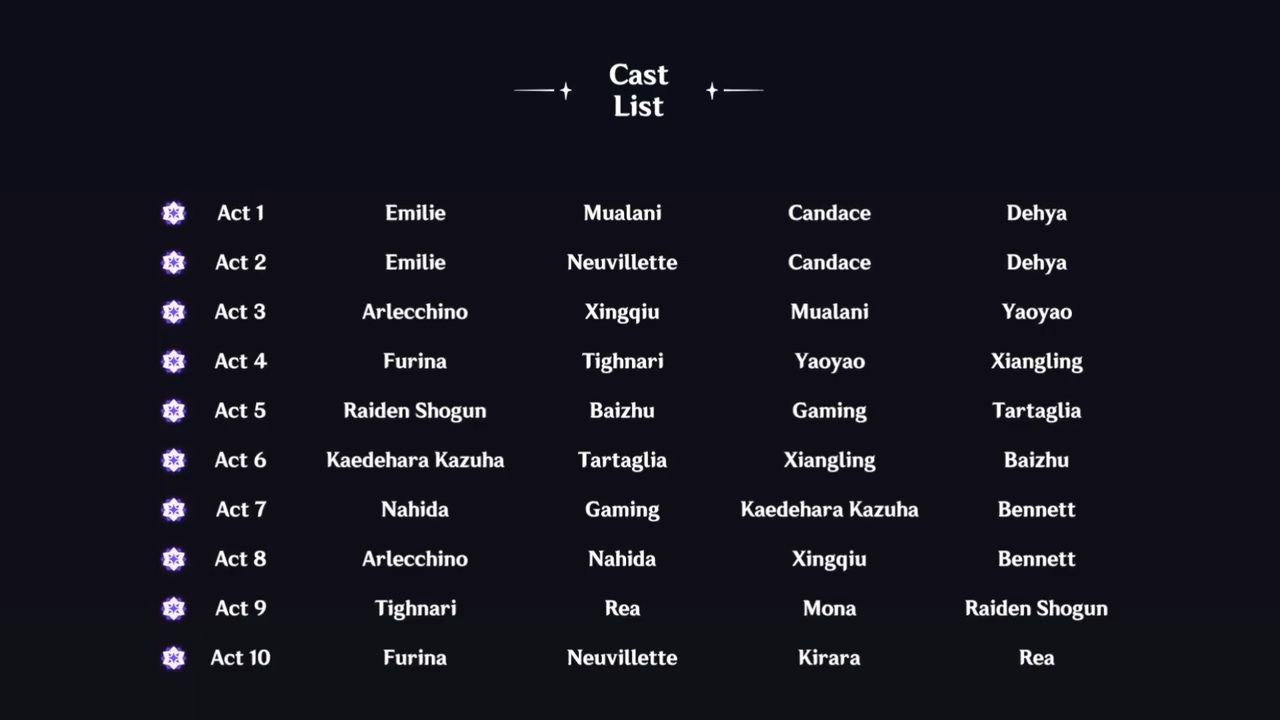 Cast
List
Act 1 Emilie Mualani Candace Dehya
Act 2 Emilie Neuvillette Candace Dehya
Act 3 Arlecchino Xingqiu Mualani Yaoyao
Act 4 Furina Tighnari Yaoyao Xiangling
Act 5 Raiden Shogun Baizhu Gaming Tartaglia
Act 6 Kaedehara Kazuha Tartaglia Xiangling Baizhu
Act 7 Nahida Gaming Kaedehara Kazuha Bennett
Act 8 Arlecchino Nahida Xingqiu Bennett
Act 9 Tighnari Rea Mona Raiden Shogun
Act 10 Furina Neuvillette Kirara Rea